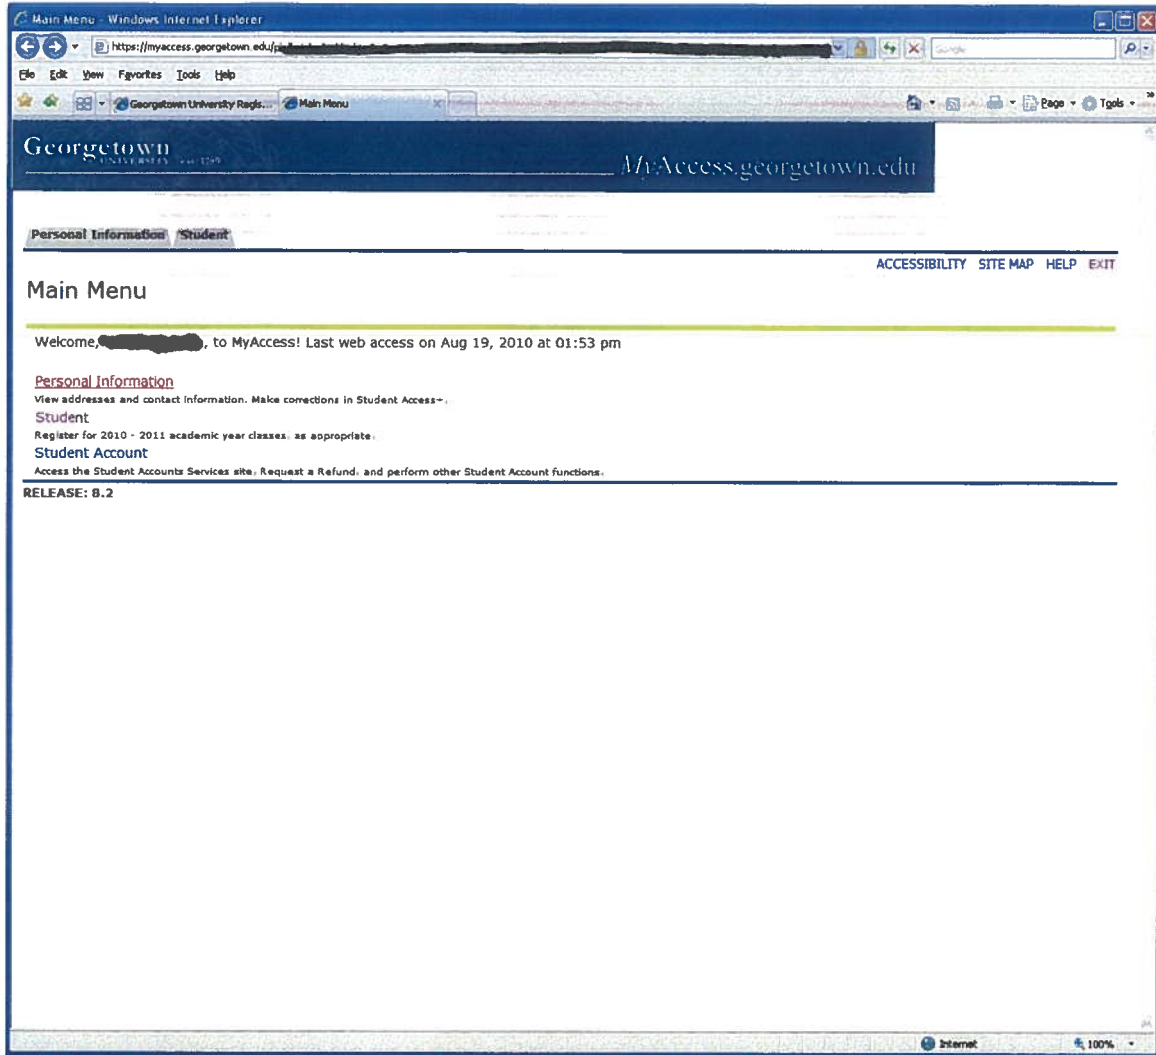 Main Menu - Windows Internet Explorer
https://myaccess.georgetown.edu/
Google
File Edit View Favorites Tools Help
Georgetown University Regis... Main Menu
Page Tools
Georgetown
UNIVERSITY
MyAccess.georgetown.edu
Personal Information Student
ACCESSIBILITY SITE MAP HELP EXIT
Main Menu
Welcome, , to MyAccess! Last web access on Aug 19, 2010 at 01:53 pm
Personal Information
View addresses and contact information. Make corrections in Student Access+.
Student
Register for 2010 - 2011 academic year classes, as appropriate.
Student Account
Access the Student Accounts Services site, Request a Refund, and perform other Student Account functions.
RELEASE: 8.2
Internet 100%